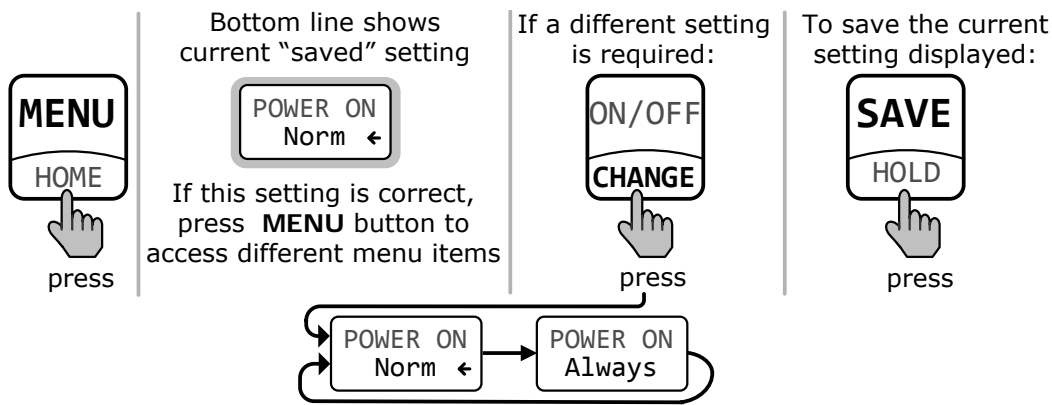 MENU
HOME
press
Bottom line shows
current “saved” setting
POWER ON
Norm ←
If this setting is correct,
press MENU button to
access different menu items
If a different setting
is required:
ON/OFF
CHANGE
press
To save the current
setting displayed:
SAVE
HOLD
press
POWER ON
Norm ←
POWER ON
Always